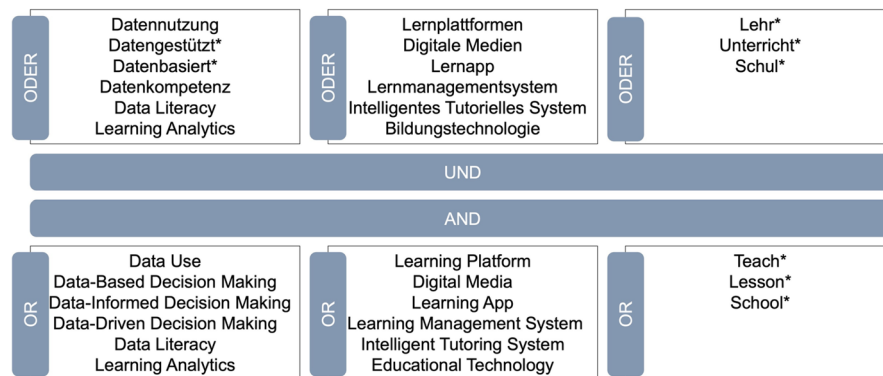 ODER
Datennutzung
Datengestützt*
Datenbasiert*
Datenkompetenz
Data Literacy
Learning Analytics
ODER
Lernplattformen
Digitale Medien
Lernapp
Lernmanagementsystem
Intelligentes Tutorielles System
Bildungstechnologie
ODER
Lehr*
Unterricht*
Schul*
UND
AND
OR
Data Use
Data-Based Decision Making
Data-Informed Decision Making
Data-Driven Decision Making
Data Literacy
Learning Analytics
OR
Learning Platform
Digital Media
Learning App
Learning Management System
Intelligent Tutoring System
Educational Technology
OR
Teach*
Lesson*
School*